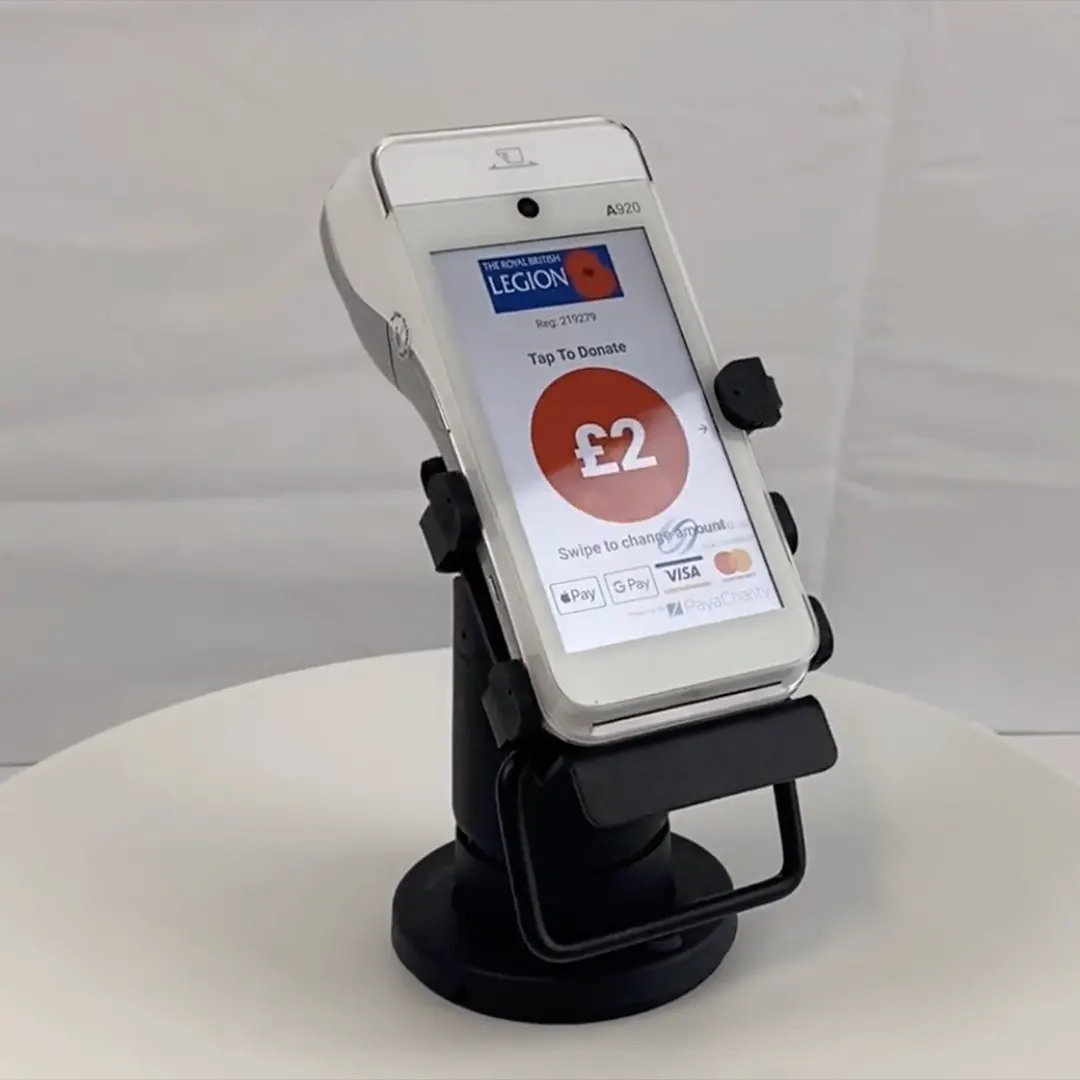 A920
THE ROYAL BRITISH
LEGION
Reg: 219279
Tap To Donate
£2
Swipe to change amount
Pay
G Pay
VISA
PayaCharity